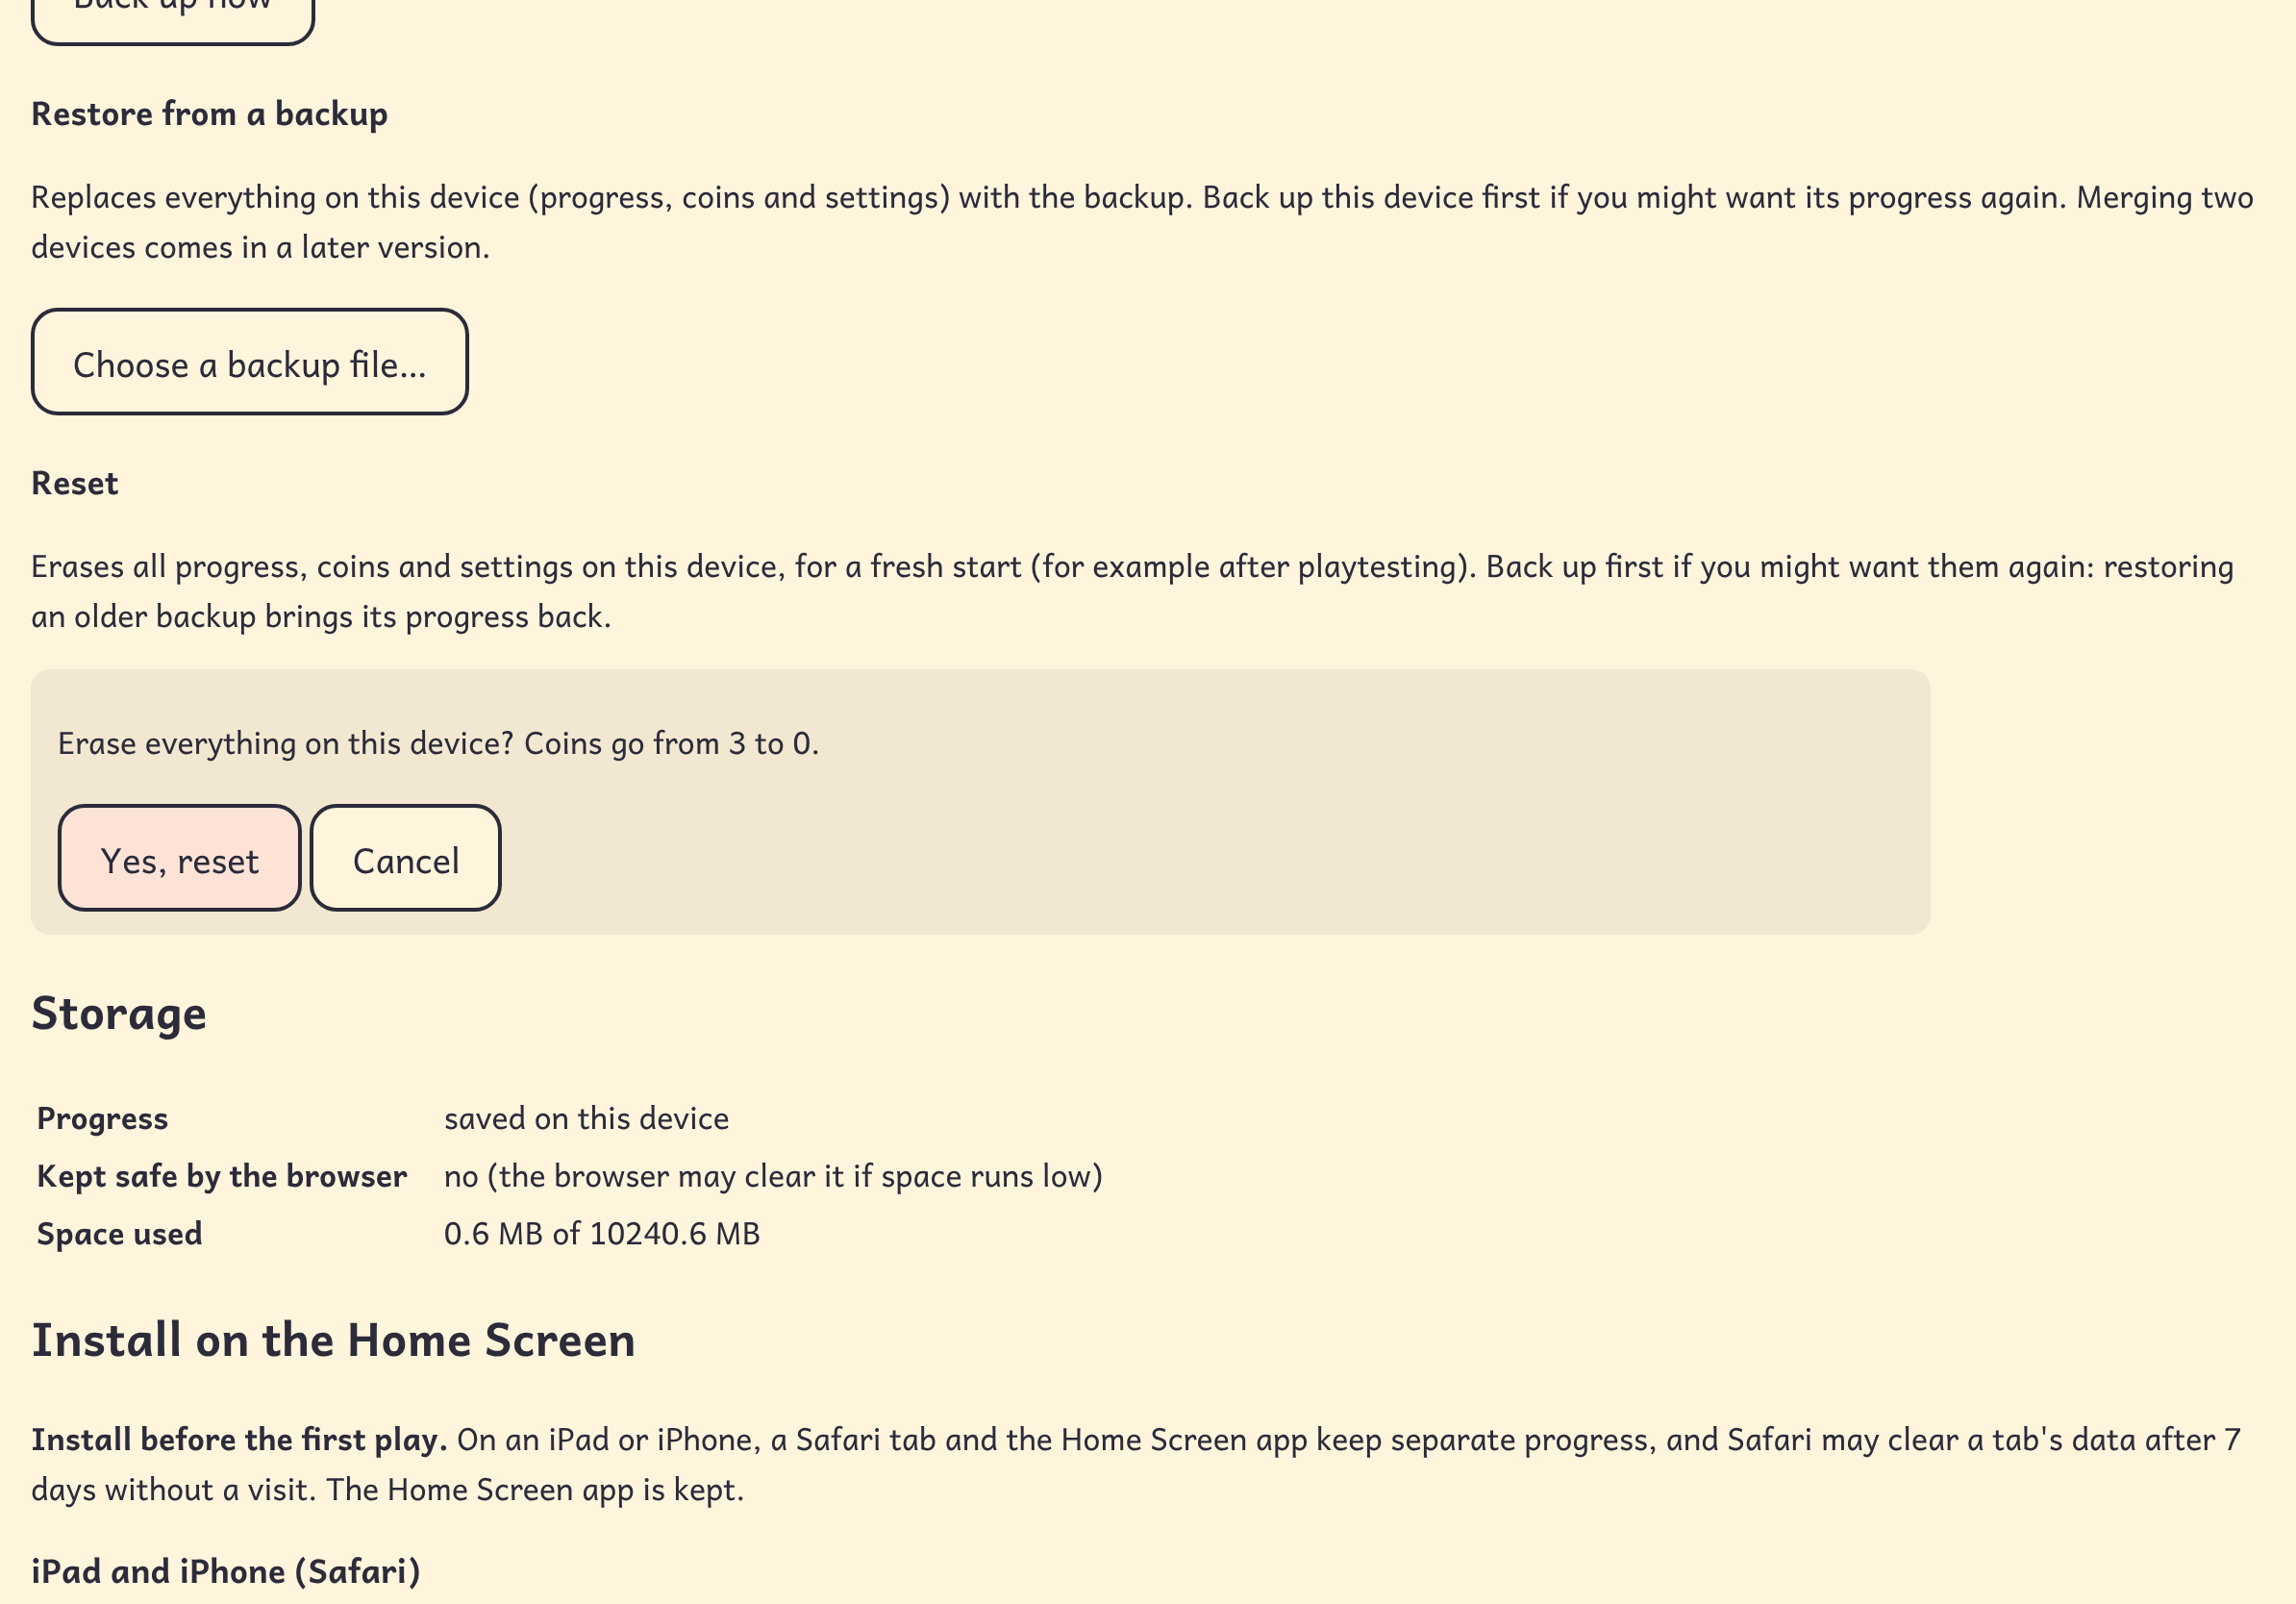 Back up now
Restore from a backup
Replaces everything on this device (progress, coins and settings) with the backup. Back up this device first if you might want its progress again. Merging two
devices comes in a later version.
Choose a backup file...
Reset
Erases all progress, coins and settings on this device, for a fresh start (for example after playtesting). Back up first if you might want them again: restoring
an older backup brings its progress back.
Erase everything on this device? Coins go from 3 to 0.
Yes, reset
Cancel
Storage
Progress saved on this device
Kept safe by the browser no (the browser may clear it if space runs low)
Space used 0.6 MB of 10240.6 MB
Install on the Home Screen
Install before the first play. On an iPad or iPhone, a Safari tab and the Home Screen app keep separate progress, and Safari may clear a tab's data after 7
days without a visit. The Home Screen app is kept.
iPad and iPhone (Safari)